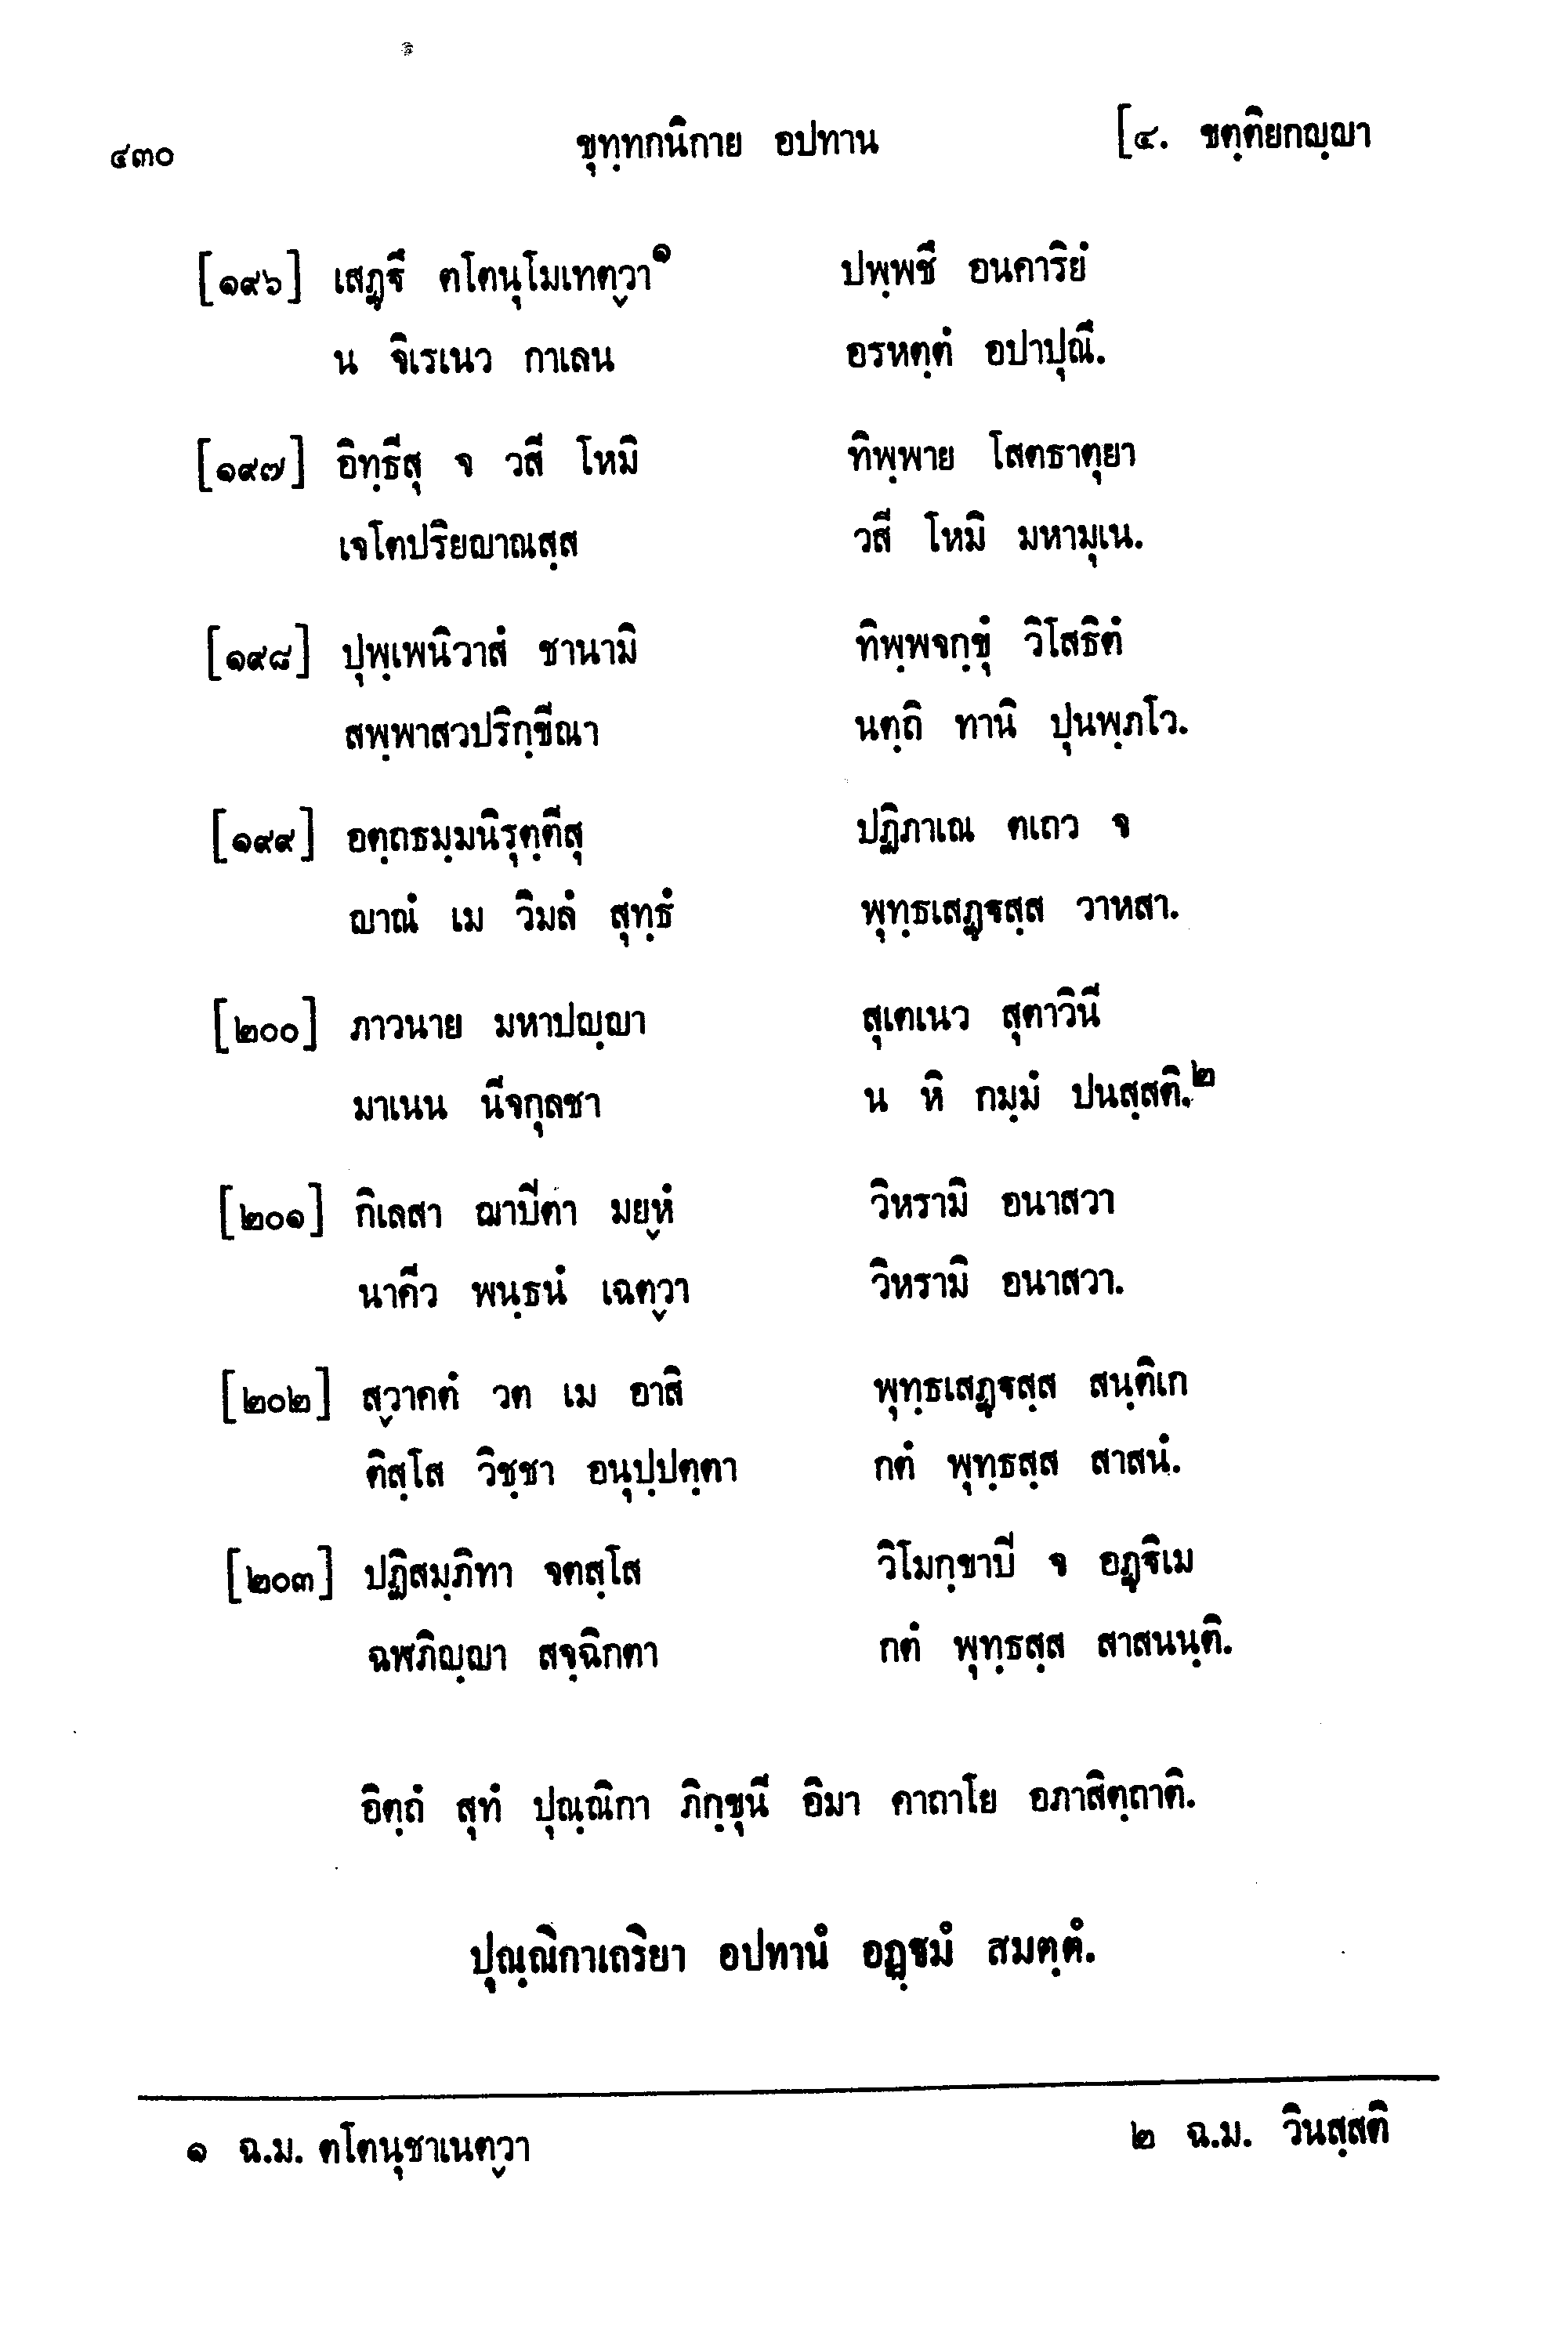 ๔๓๐ ขุทฺทกนิกาย อปทาน [๔. ขตฺติยกญฺญา
[๑๙๖] เสฏฺฐี ตโตนุโมเทตฺวา๑ ปพฺพชึ อนคาริยํ
น จิเรเนว กาเลน อรหตฺตํ อปาปุณึ.
[๑๙๗] อิทฺธีสุ จ วสี โหมิ ทิพฺพาย โสตธาตุยา
เจโตปริยญาณสฺส วสี โหมิ มหามุเน.
[๑๙๘] ปุพฺเพนิวาสํ ชานามิ ทิพฺพจกฺขุํ วิโสธิตํ
สพฺพาสวปริกฺขีณา นตฺถิ ทานิ ปุนพฺภโว.
[๑๙๙] อตฺถธมฺมนิรุตฺตีสุ ปฏิภาเณ ตเถว จ
ญาณํ เม วิมลํ สุทฺธํ พุทฺธเสฏฺฐสฺส วาหสา.
[๒๐๐] ภาวนาย มหาปญฺญา สุเตเนว สุตาวินี
มาเนน นีจกุลชา น หิ กมฺมํ ปนสฺสติ.๒
[๒๐๑] กิเลสา ฌาปีตา มยฺหํ วิหรามิ อนาสวา
นาคีว พนฺธนํ เฉตฺวา วิหรามิ อนาสวา.
[๒๐๒] สฺวาคตํ วต เม อาสิ พุทฺธเสฏฺฐสฺส สนฺติเก
ติสฺโส วิชฺชา อนุปฺปตฺตา กตํ พุทฺธสฺส สาสนํ.
[๒๐๓] ปฏิสมฺภิทา จตสฺโส วิโมกฺขาปี จ อฏฺฐิเม
ฉฬภิญฺญา สจฺฉิกตา กตํ พุทฺธสฺส สาสนนฺติ.
อิตฺถํ สุทํ ปุณฺณิกา ภิกฺขุนี อิมา คาถาโย อภาสิตฺถาติ.
ปุณฺณิกาเถริยา อปทานํ อฏฺฐมํ สมตฺตํ.
๑ ฉ.ม. ตโตนุชาเนตฺวา ๒ ฉ.ม. วินสฺสติ